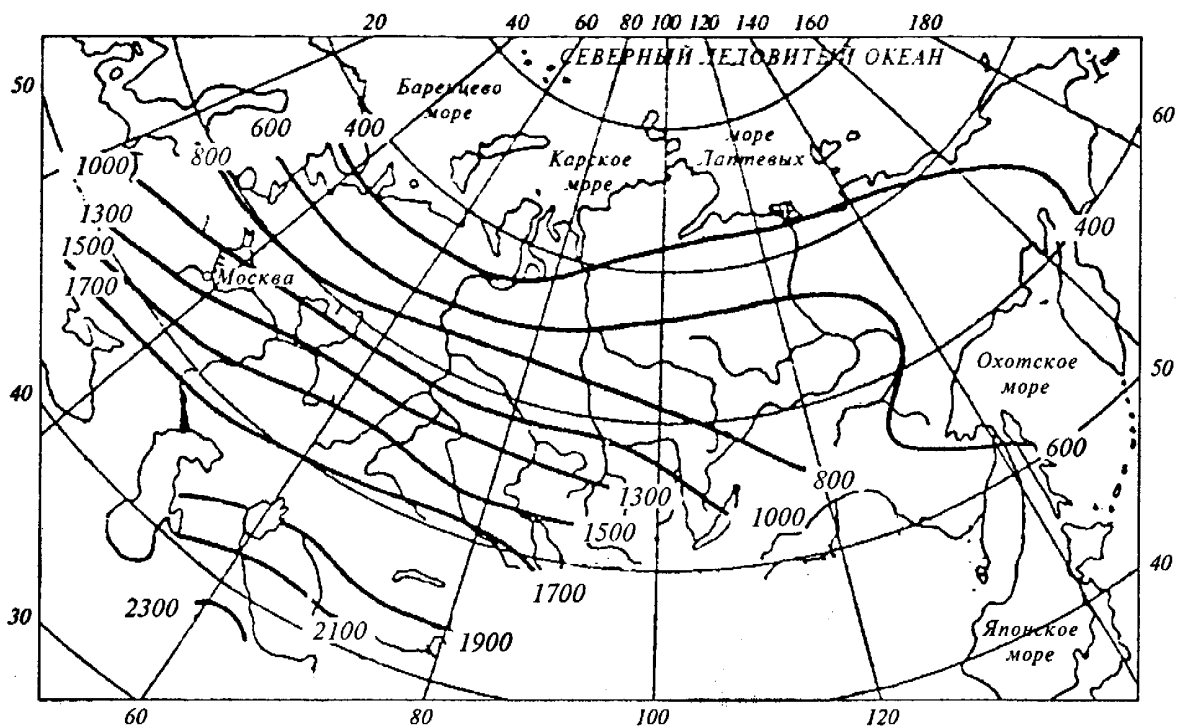 20 40 60 80 100 120 140 160 180
СЕВЕРНЫЙ ЛЕДОВИТЫЙ ОКЕАН
50
Баренцево
море
60
600 400
море
Лаптевых
1000 800
Карское
море
1300
400
1500
Москва
1700
Охотское
море
50
40
600
800
1300
1000
1500
40
1700
2300
30
2100
1900
Японское
море
60 80 100 120